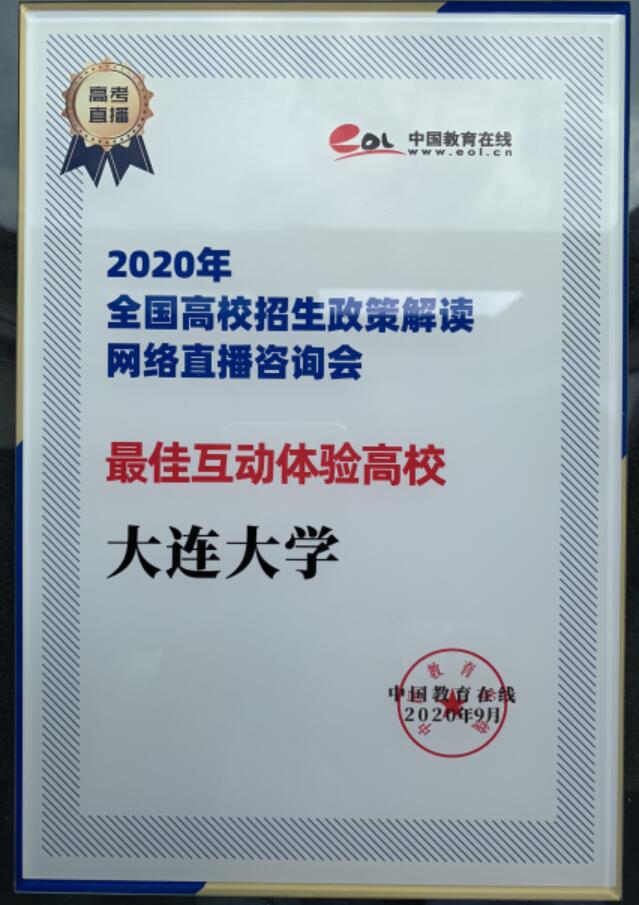 高考
直播
eoL 中国教育在线
www.eol.cn
2020年
全国高校招生政策解读
网络直播咨询会
最佳互动体验高校
大连大学
中国教育在线
2020年9月